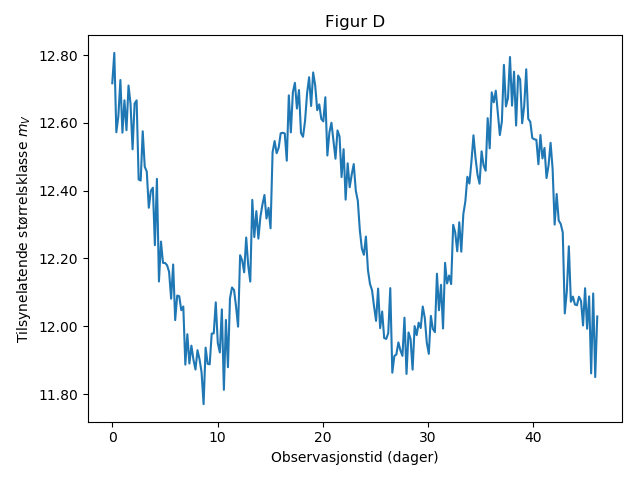 Figur D
Tilsynelatende størrelsklasse $m_V$
12.80
12.60
12.40
12.20
12.00
11.80
0 10 20 30 40
Observasjonstid (dager)